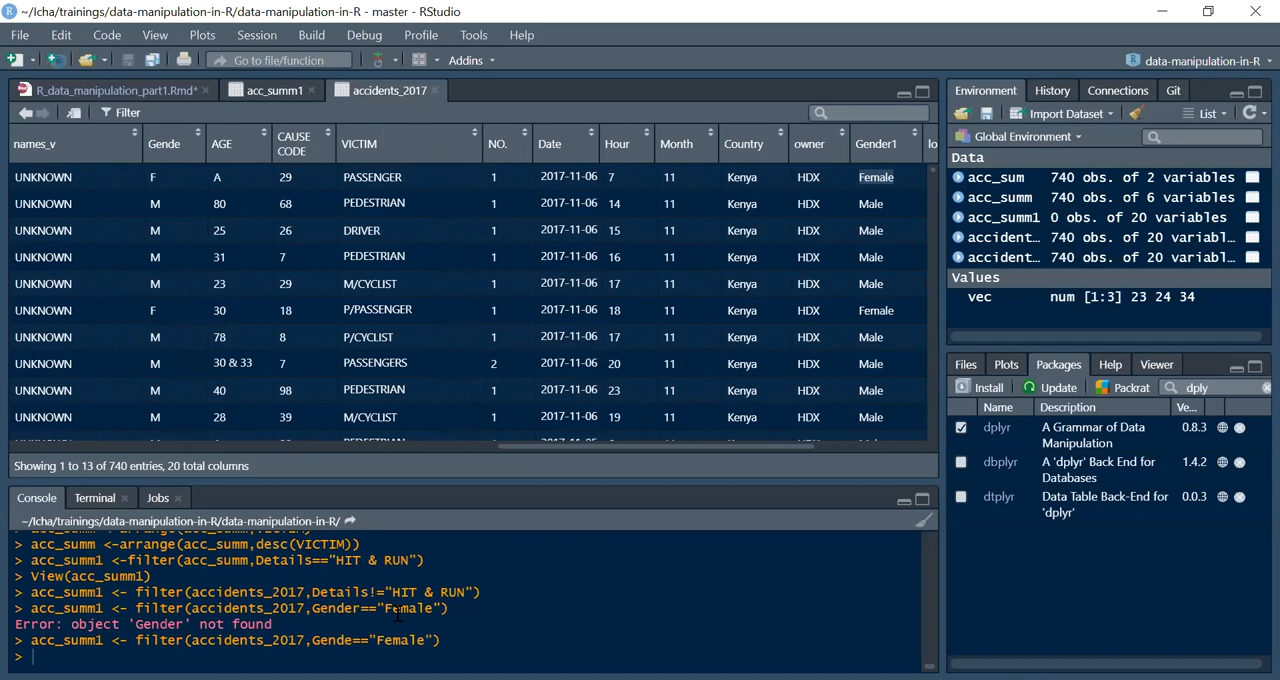 ~/Icha/trainings/data-manipulation-in-R/data-manipulation-in-R - master - RStudio
File Edit Code View Plots Session Build Debug Profile Tools Help
Go to file/function Addins data-manipulation-in-R
R_data_manipulation_part1.Rmd* acc_summ1 accidents_2017
Filter
names_v Gende AGE CAUSE CODE VICTIM NO. Date Hour Month Country owner Gender1 lo
UNKNOWN F A 29 PASSENGER 1 2017-11-06 7 11 Kenya HDX Female
UNKNOWN M 80 68 PEDESTRIAN 1 2017-11-06 14 11 Kenya HDX Male
UNKNOWN M 25 26 DRIVER 1 2017-11-06 15 11 Kenya HDX Male
UNKNOWN M 31 7 PEDESTRIAN 1 2017-11-06 16 11 Kenya HDX Male
UNKNOWN M 23 29 M/CYCLIST 1 2017-11-06 17 11 Kenya HDX Male
UNKNOWN F 30 18 P/PASSENGER 1 2017-11-06 18 11 Kenya HDX Female
UNKNOWN M 78 8 P/CYCLIST 1 2017-11-06 17 11 Kenya HDX Male
UNKNOWN M 30 & 33 7 PASSENGERS 2 2017-11-06 20 11 Kenya HDX Male
UNKNOWN M 40 98 PEDESTRIAN 1 2017-11-06 23 11 Kenya HDX Male
UNKNOWN M 28 39 M/CYCLIST 1 2017-11-06 19 11 Kenya HDX Male
Showing 1 to 13 of 740 entries, 20 total columns
Console Terminal Jobs
~/Icha/trainings/data-manipulation-in-R/data-manipulation-in-R/
> acc_summ <-arrange(acc_summ,desc(VICTIM))
> acc_summ1 <-filter(acc_summ,Details=="HIT & RUN")
> View(acc_summ1)
> acc_summ1 <- filter(accidents_2017,Details!="HIT & RUN")
> acc_summ1 <- filter(accidents_2017,Gender=="Female")
Error: object 'Gender' not found
> acc_summ1 <- filter(accidents_2017,Gende=="Female")
>
Environment History Connections Git
Import Dataset List
Global Environment
Data
acc_sum 740 obs. of 2 variables
acc_summ 740 obs. of 6 variables
acc_summ1 0 obs. of 20 variables
accident… 740 obs. of 20 variabl…
accident… 740 obs. of 20 variabl…
Values
vec num [1:3] 23 24 34
Files Plots Packages Help Viewer
Install Update Packrat dply
Name Description Ve...
dplyr A Grammar of Data Manipulation 0.8.3
dbplyr A 'dplyr' Back End for Databases 1.4.2
dtplyr Data Table Back-End for 'dplyr' 0.0.3